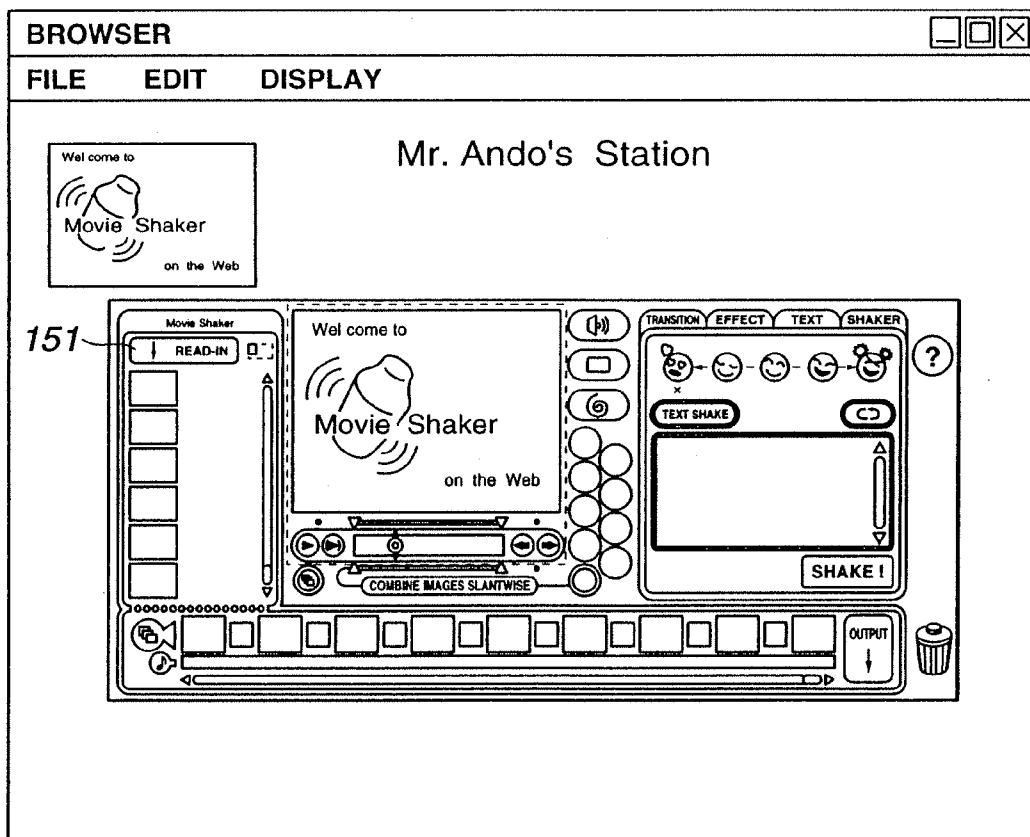 BROWSER
FILE EDIT DISPLAY
Mr. Ando's Station
Wel come to
Movie Shaker
on the Web
151
Movie Shaker
READ-IN
Wel come to
Movie Shaker
on the Web
COMBINE IMAGES SLANTWISE
TRANSITION EFFECT TEXT SHAKER
?
TEXT SHAKE
SHAKE !
OUTPUT